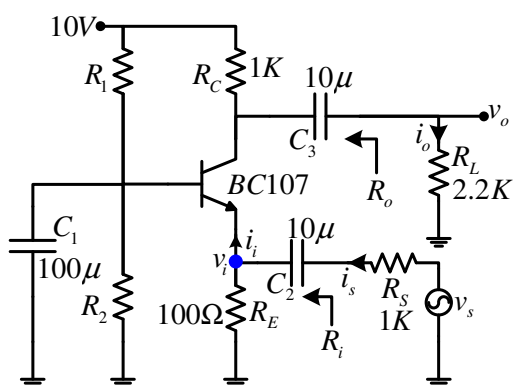 10V
R1
RC
1K
10μ
C3
vo
io
RL
2.2K
Ro
BC107
C1
100μ
ii
vi
10μ
C2
is
RS
1K
vs
R2
100Ω
RE
Ri